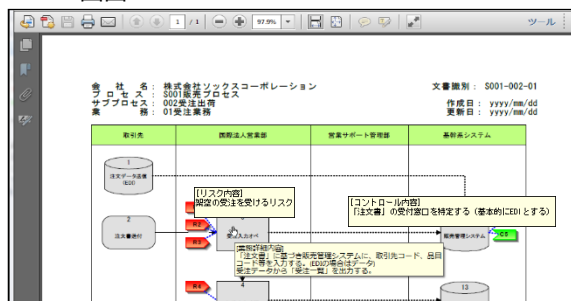 1 / 1
97.9%
ツール
会社名：株式会社ソックスコーポレーション
プロセス：S001販売プロセス
サブプロセス：002受注出荷
業務：01受注業務
文書識別：S001-002-01
作成日：yyyy/mm/dd
更新日：yyyy/mm/dd
取引先
国際法人営業部
営業サポート管理部
基幹系システム
1
注文データ送信
(EDI)
[リスク内容]
架空の受注を受けるリスク
[コントロール内容]
「注文書」の受付窓口を特定する（基本的にEDIとする）
2
注文書送付
R2
R3
受注入力オペ
販売管理システム
C5
[業務詳細内容]
「注文書」に基づき販売管理システムに、取引先コード、品目
コード等を入力する。(EDIの場合はデータ)
受注データから「受注一覧」を出力する。
R4
4
13